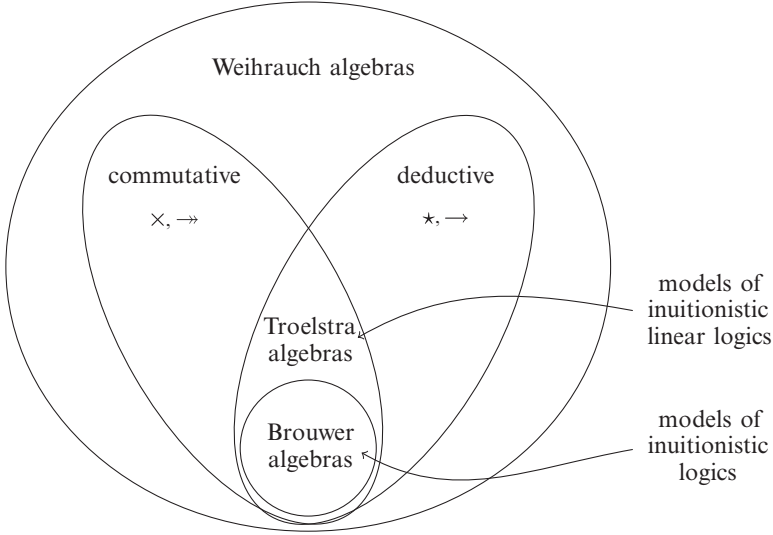 Weihrauch algebras
commutative
×, ↠
deductive
⋆, →
models of
inuitionistic
linear logics
Troelstra
algebras
Brouwer
algebras
models of
inuitionistic
logics